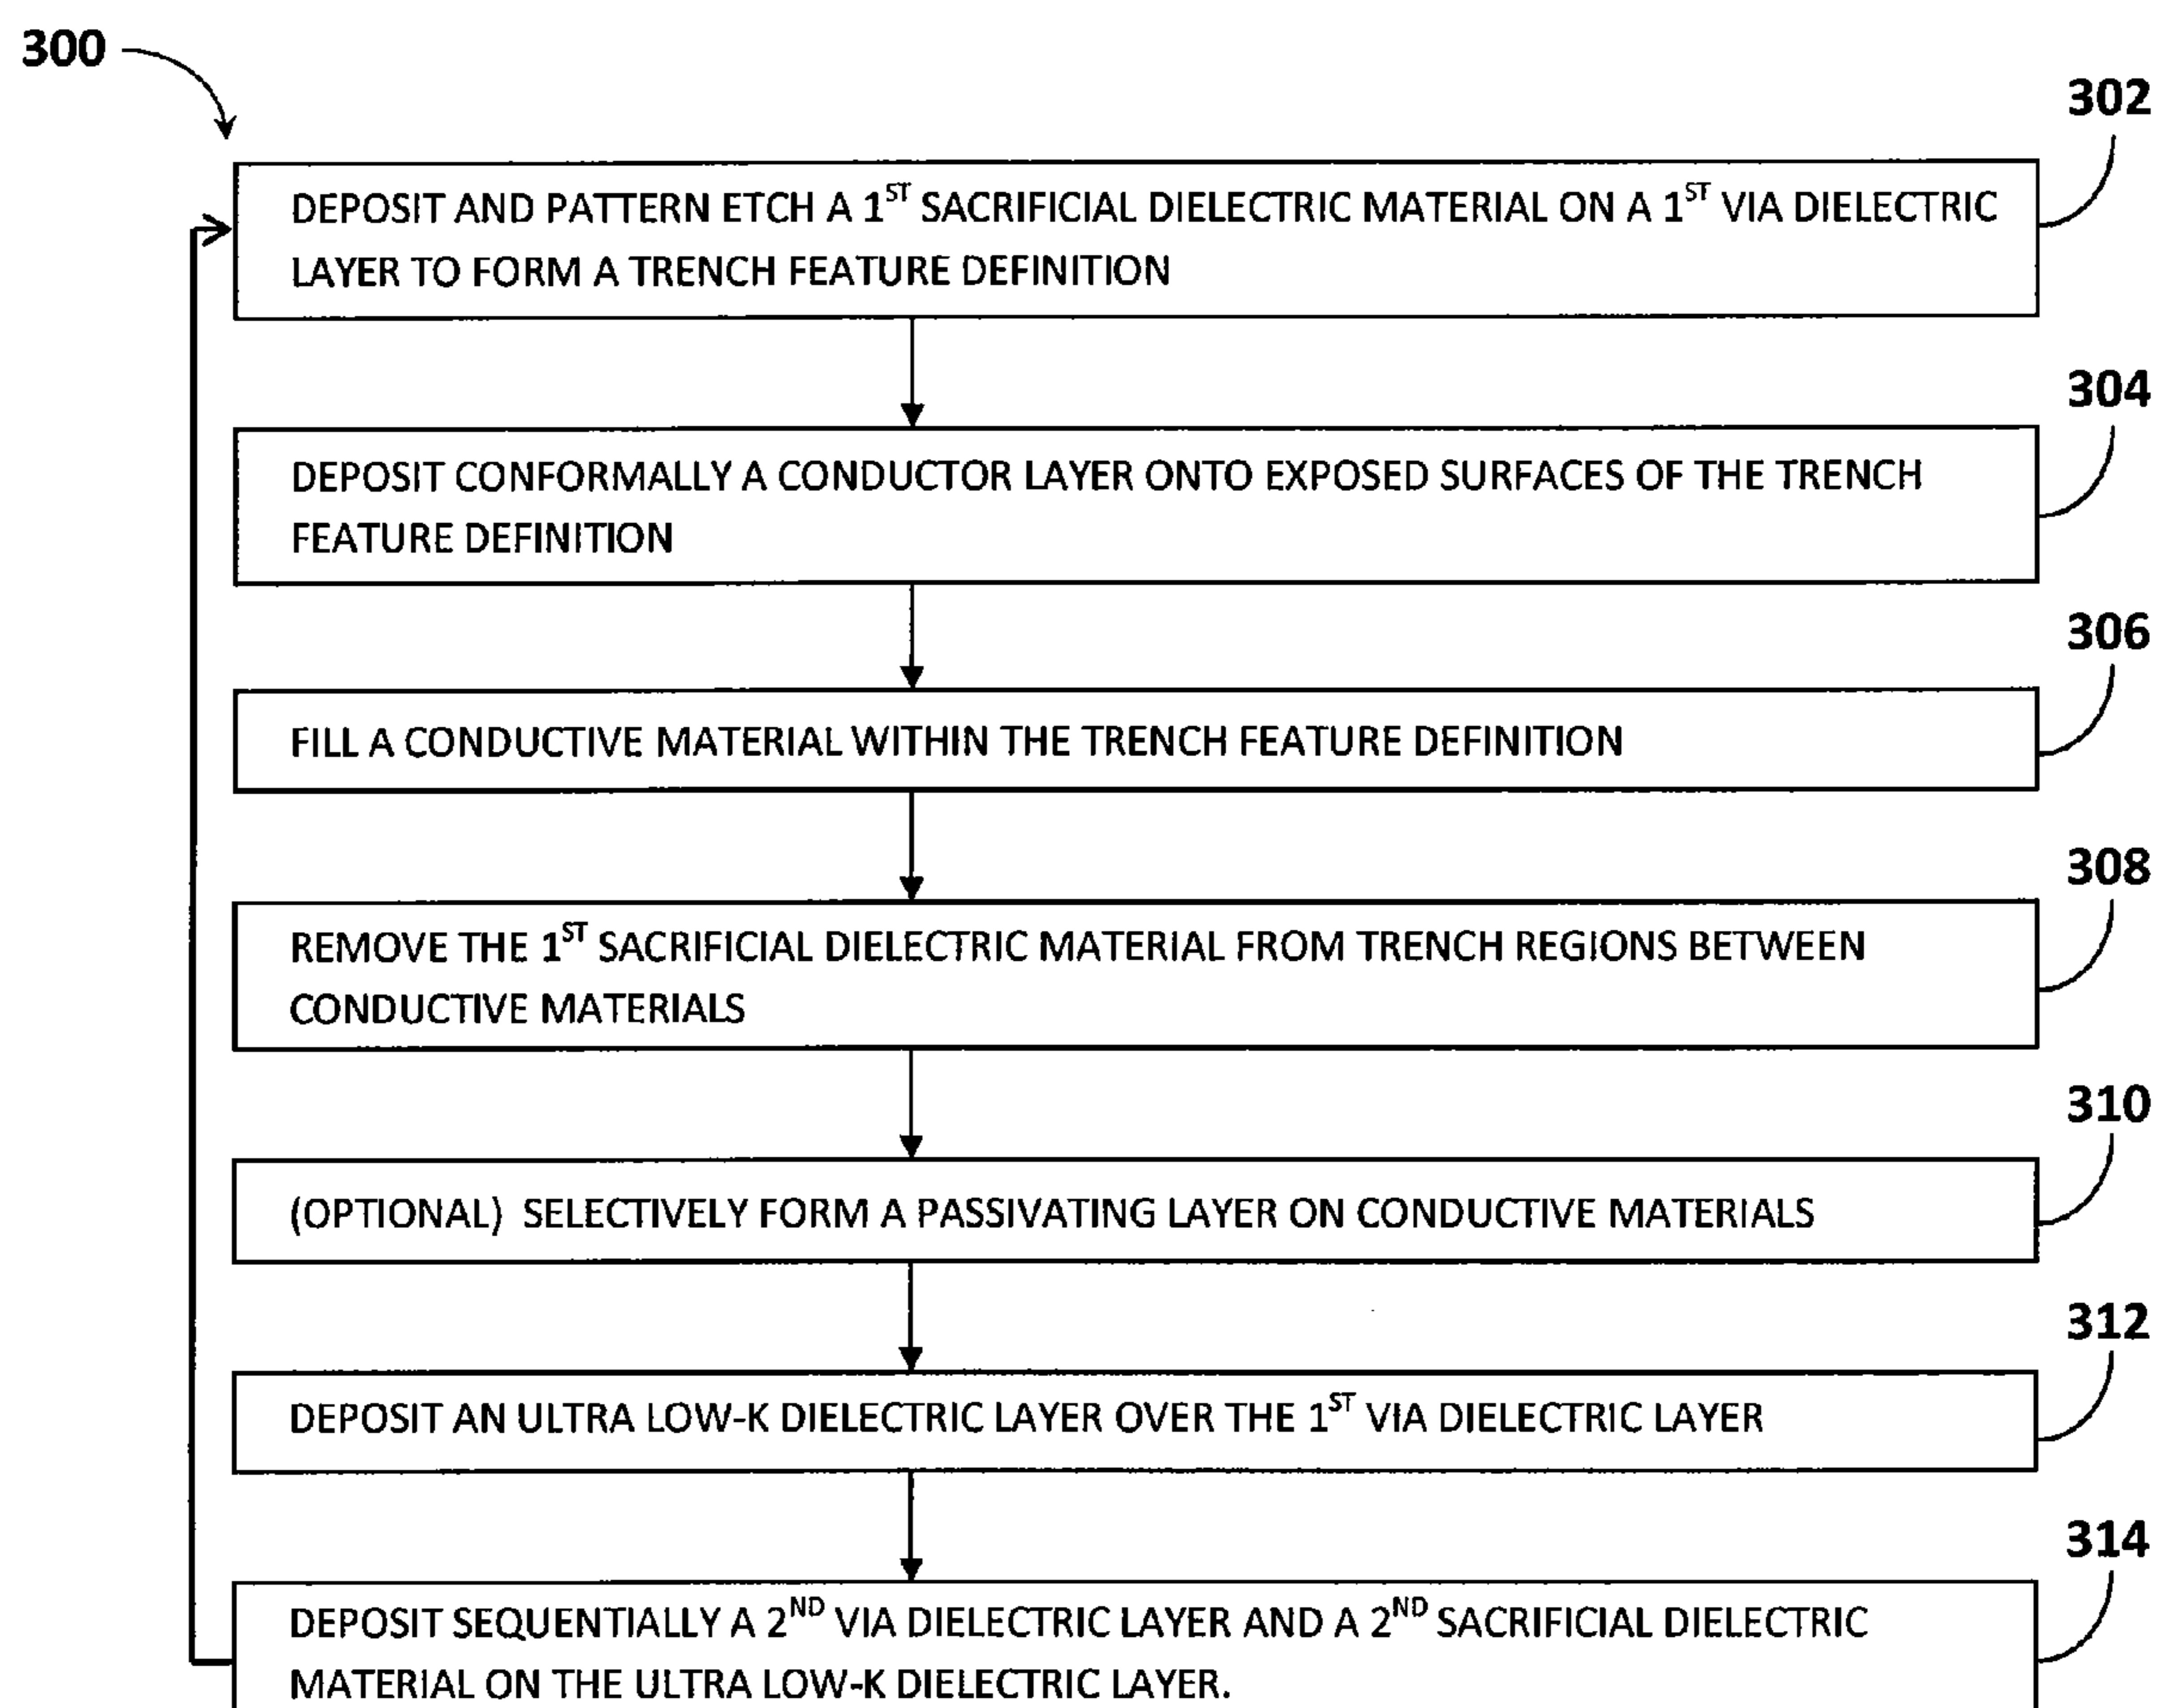 300
302
DEPOSIT AND PATTERN ETCH A 1ST SACRIFICIAL DIELECTRIC MATERIAL ON A 1ST VIA DIELECTRIC
LAYER TO FORM A TRENCH FEATURE DEFINITION
304
DEPOSIT CONFORMALLY A CONDUCTOR LAYER ONTO EXPOSED SURFACES OF THE TRENCH
FEATURE DEFINITION
306
FILL A CONDUCTIVE MATERIAL WITHIN THE TRENCH FEATURE DEFINITION
308
REMOVE THE 1ST SACRIFICIAL DIELECTRIC MATERIAL FROM TRENCH REGIONS BETWEEN
CONDUCTIVE MATERIALS
310
(OPTIONAL) SELECTIVELY FORM A PASSIVATING LAYER ON CONDUCTIVE MATERIALS
312
DEPOSIT AN ULTRA LOW-K DIELECTRIC LAYER OVER THE 1ST VIA DIELECTRIC LAYER
314
DEPOSIT SEQUENTIALLY A 2ND VIA DIELECTRIC LAYER AND A 2ND SACRIFICIAL DIELECTRIC
MATERIAL ON THE ULTRA LOW-K DIELECTRIC LAYER.